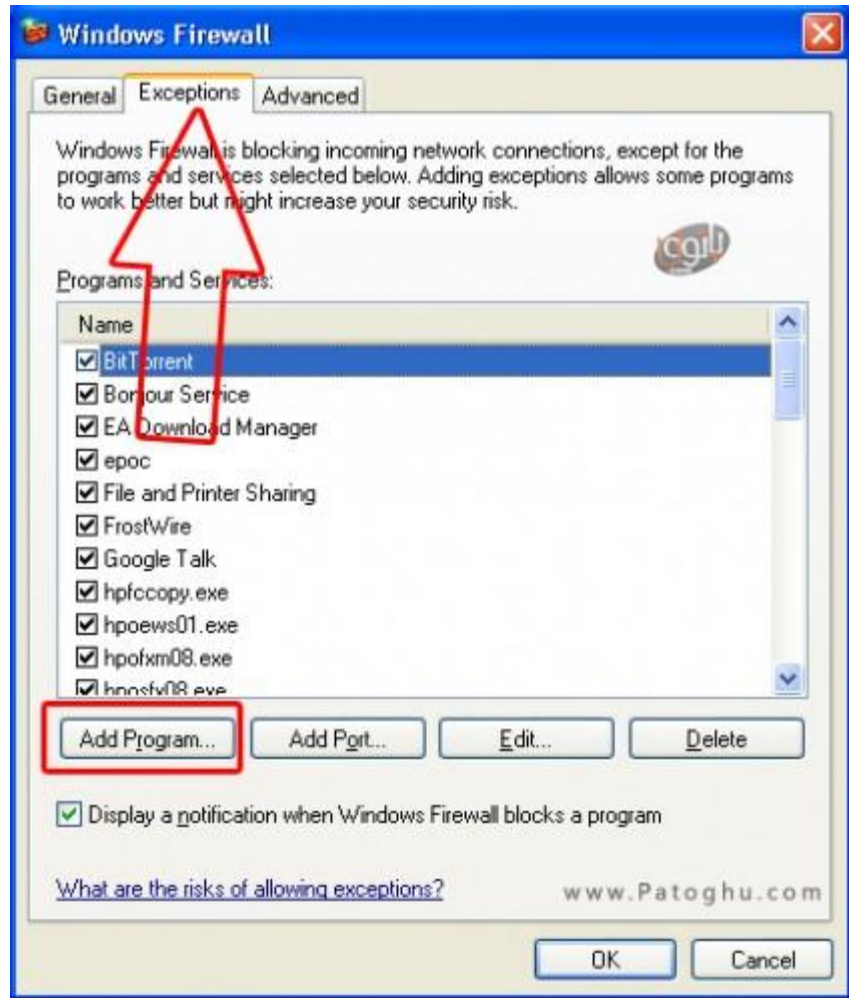 Windows Firewall
General Exceptions Advanced
Windows Firewall is blocking incoming network connections, except for the
programs and services selected below. Adding exceptions allows some programs
to work better but might increase your security risk.
Programs and Services:
Name
BitTorrent
Bonjour Service
EA Download Manager
epoc
File and Printer Sharing
FrostWire
Google Talk
hpfccopy.exe
hpoews01.exe
hpofxm08.exe
hposfx08.exe
Add Program... Add Port... Edit... Delete
Display a notification when Windows Firewall blocks a program
What are the risks of allowing exceptions?
www.Patoghu.com
OK Cancel